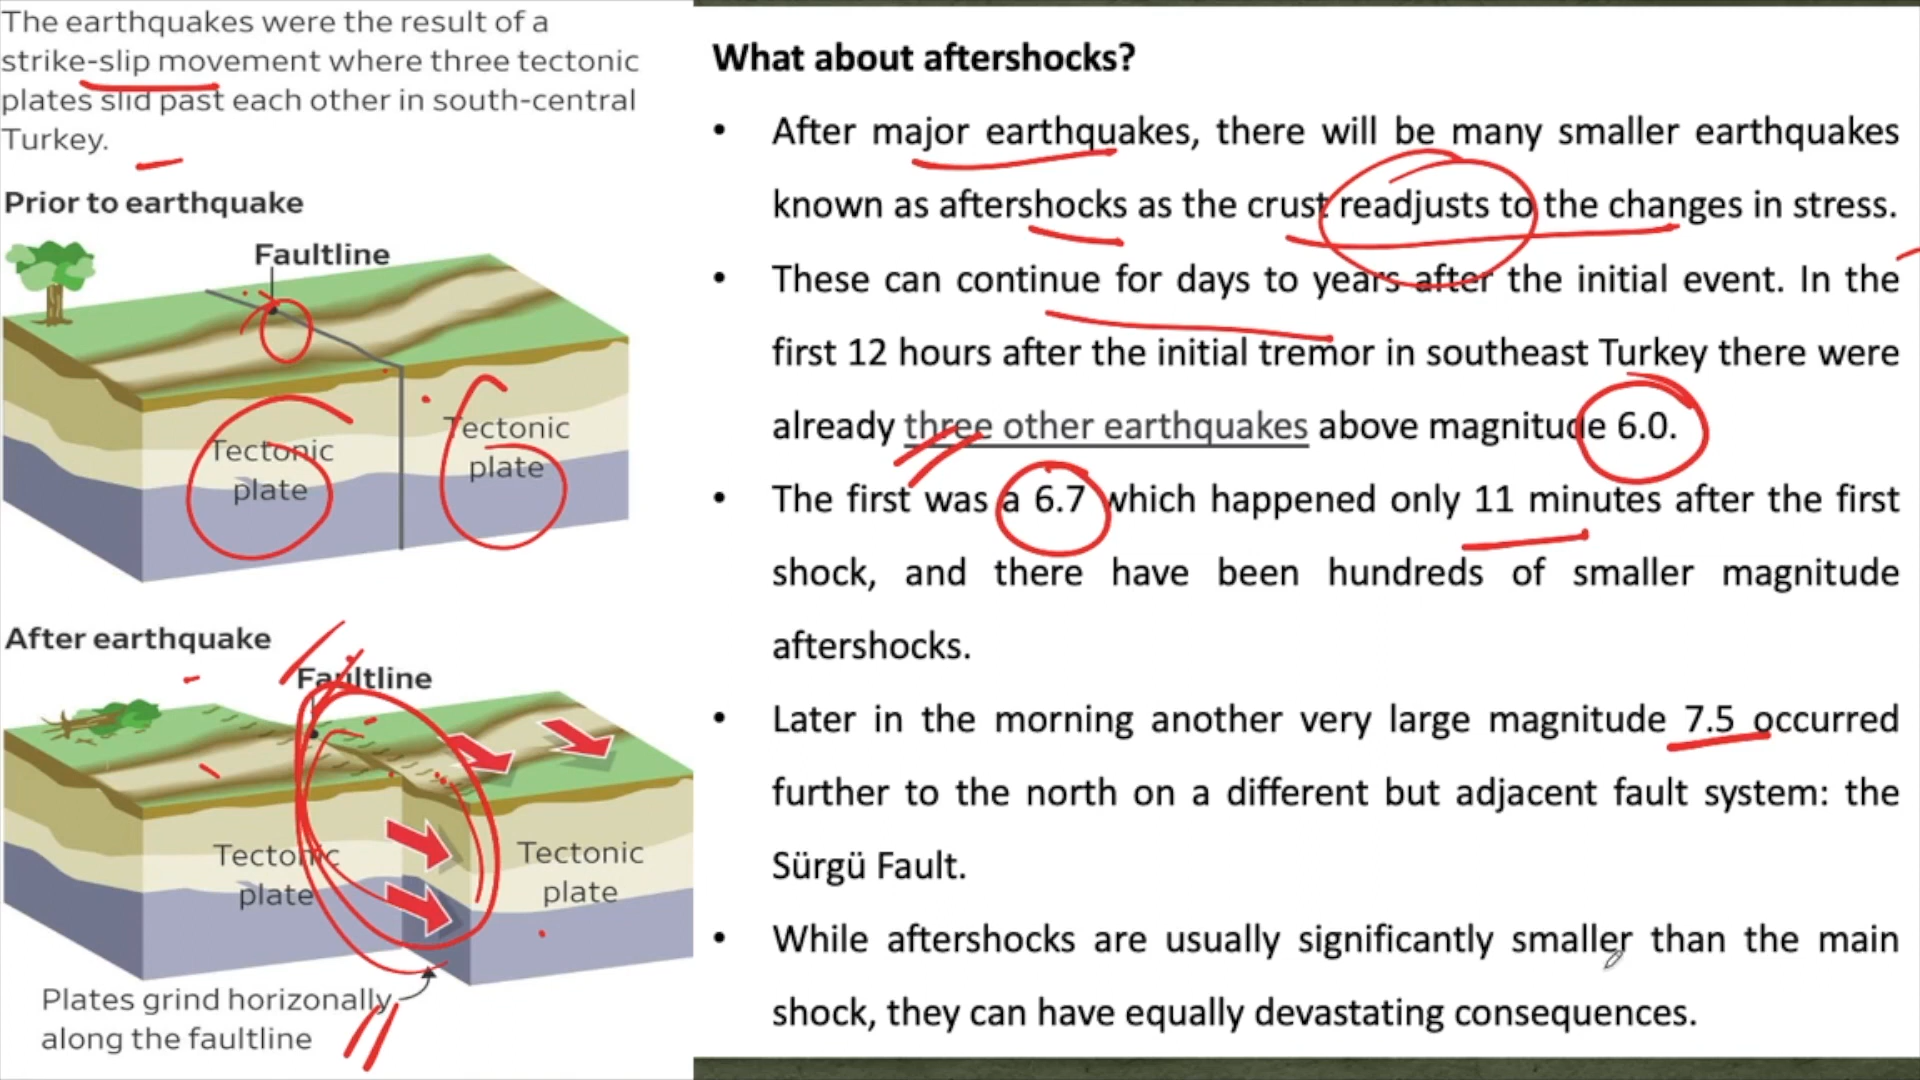 The earthquakes were the result of a
strike-slip movement where three tectonic
plates slid past each other in south-central
Turkey.
Prior to earthquake
Faultline
Tectonic
plate
Tectonic
plate
After earthquake
Faultline
Tectonic
plate
Tectonic
plate
Plates grind horizonally
along the faultline
What about aftershocks?
• After major earthquakes, there will be many smaller earthquakes
known as aftershocks as the crust readjusts to the changes in stress.
• These can continue for days to years after the initial event. In the
first 12 hours after the initial tremor in southeast Turkey there were
already three other earthquakes above magnitude 6.0.
• The first was a 6.7 which happened only 11 minutes after the first
shock, and there have been hundreds of smaller magnitude
aftershocks.
• Later in the morning another very large magnitude 7.5 occurred
further to the north on a different but adjacent fault system: the
Sürgü Fault.
• While aftershocks are usually significantly smaller than the main
shock, they can have equally devastating consequences.